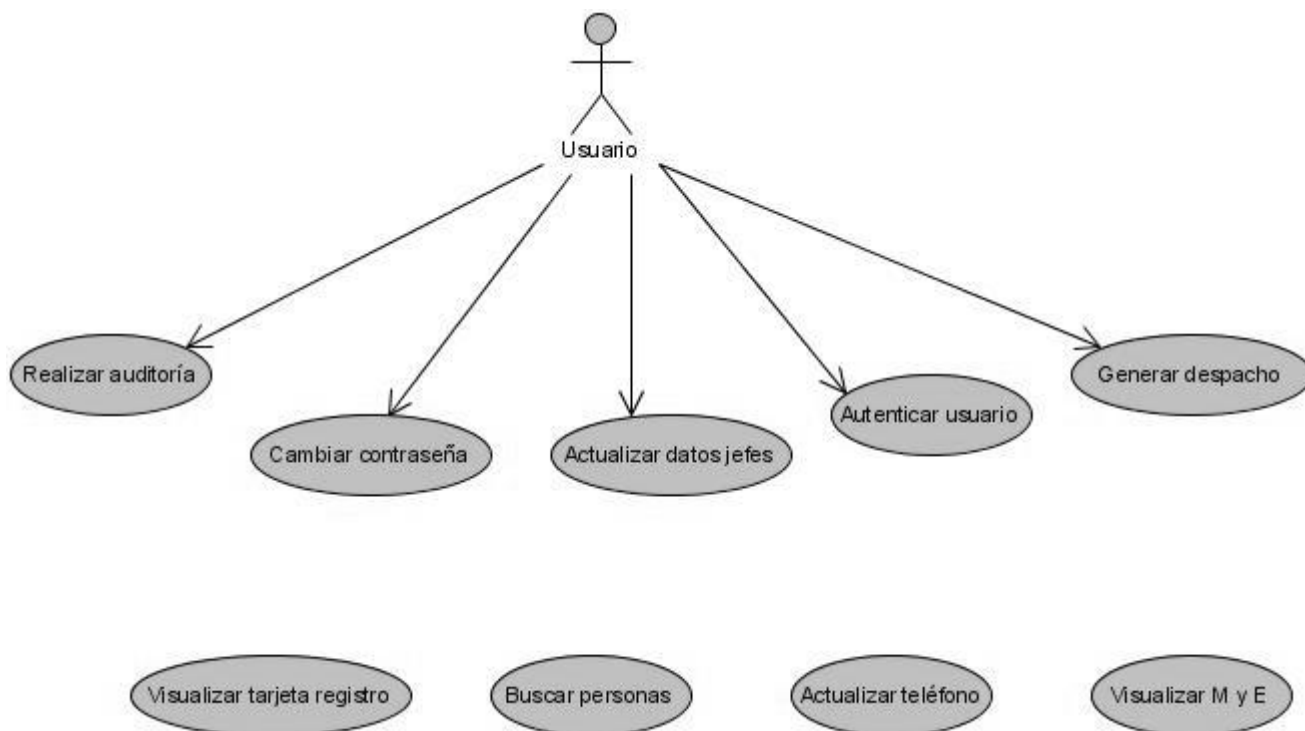 Usuario
Realizar auditoría
Generar despacho
Autenticar usuario
Cambiar contraseña
Actualizar datos jefes
Visualizar tarjeta registro
Buscar personas
Actualizar teléfono
Visualizar M y E